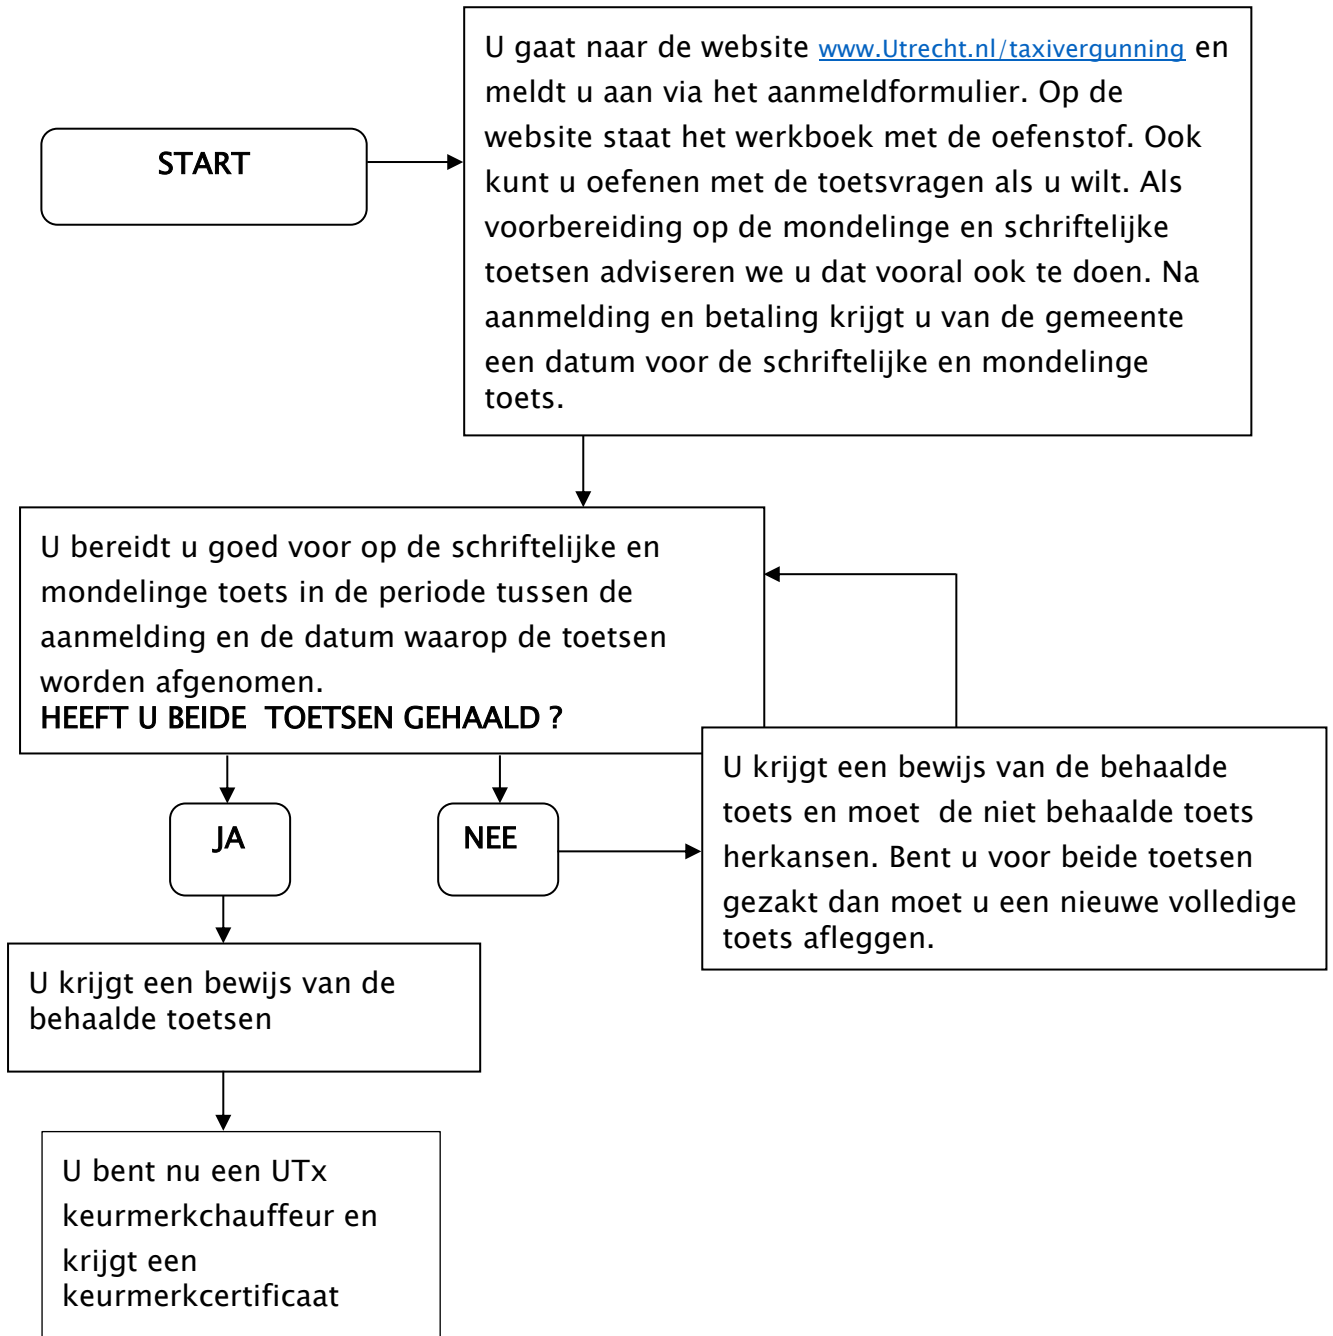 START
U gaat naar de website www.Utrecht.nl/taxivergunning en
meldt u aan via het aanmeldformulier. Op de
website staat het werkboek met de oefenstof. Ook
kunt u oefenen met de toetsvragen als u wilt. Als
voorbereiding op de mondelinge en schriftelijke
toetsen adviseren we u dat vooral ook te doen. Na
aanmelding en betaling krijgt u van de gemeente
een datum voor de schriftelijke en mondelinge
toets.
U bereidt u goed voor op de schriftelijke en
mondelinge toets in de periode tussen de
aanmelding en de datum waarop de toetsen
worden afgenomen.
HEEFT U BEIDE  TOETSEN GEHAALD ?
JA
NEE
U krijgt een bewijs van de behaalde
toets en moet  de niet behaalde toets
herkansen. Bent u voor beide toetsen
gezakt dan moet u een nieuwe volledige
toets afleggen.
U krijgt een bewijs van de
behaalde toetsen
U bent nu een UTx
keurmerkchauffeur en
krijgt een
keurmerkcertificaat